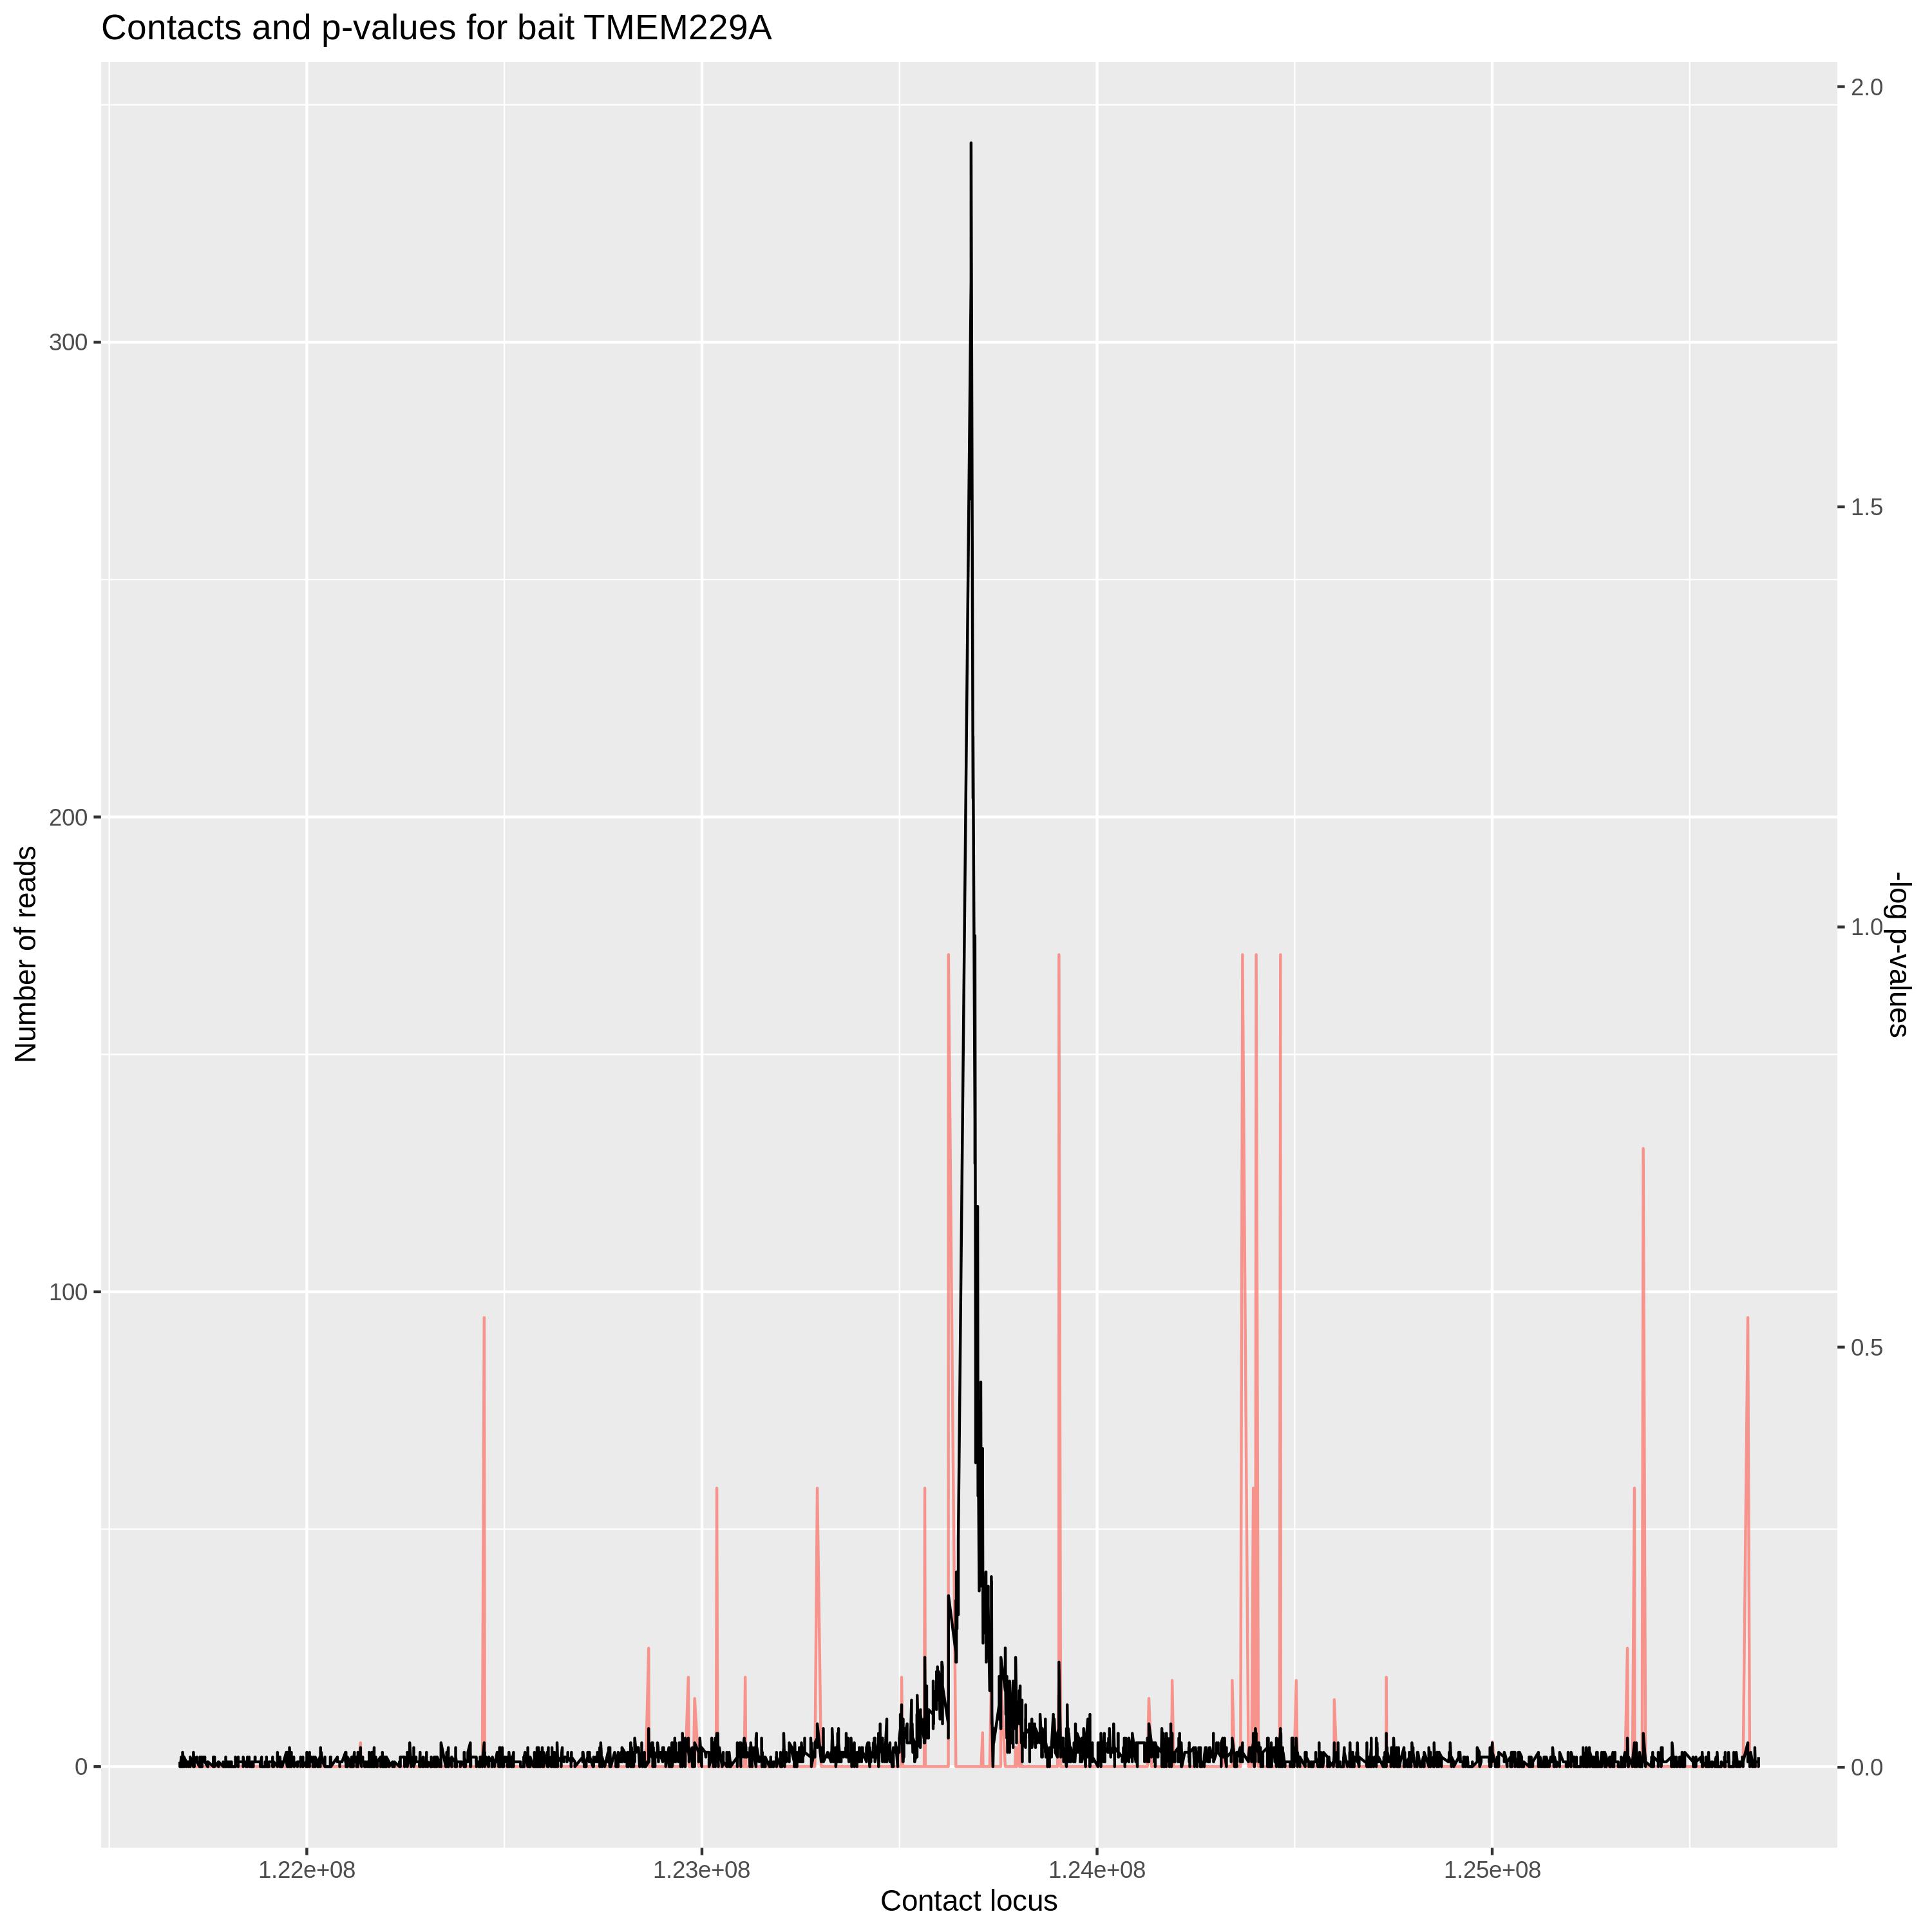 Contacts and p-values for bait TMEM229A
Number of reads
300
200
100
0
2.0
1.5
1.0
0.5
0.0
-log p-values
1.22e+08
1.23e+08
1.24e+08
1.25e+08
Contact locus